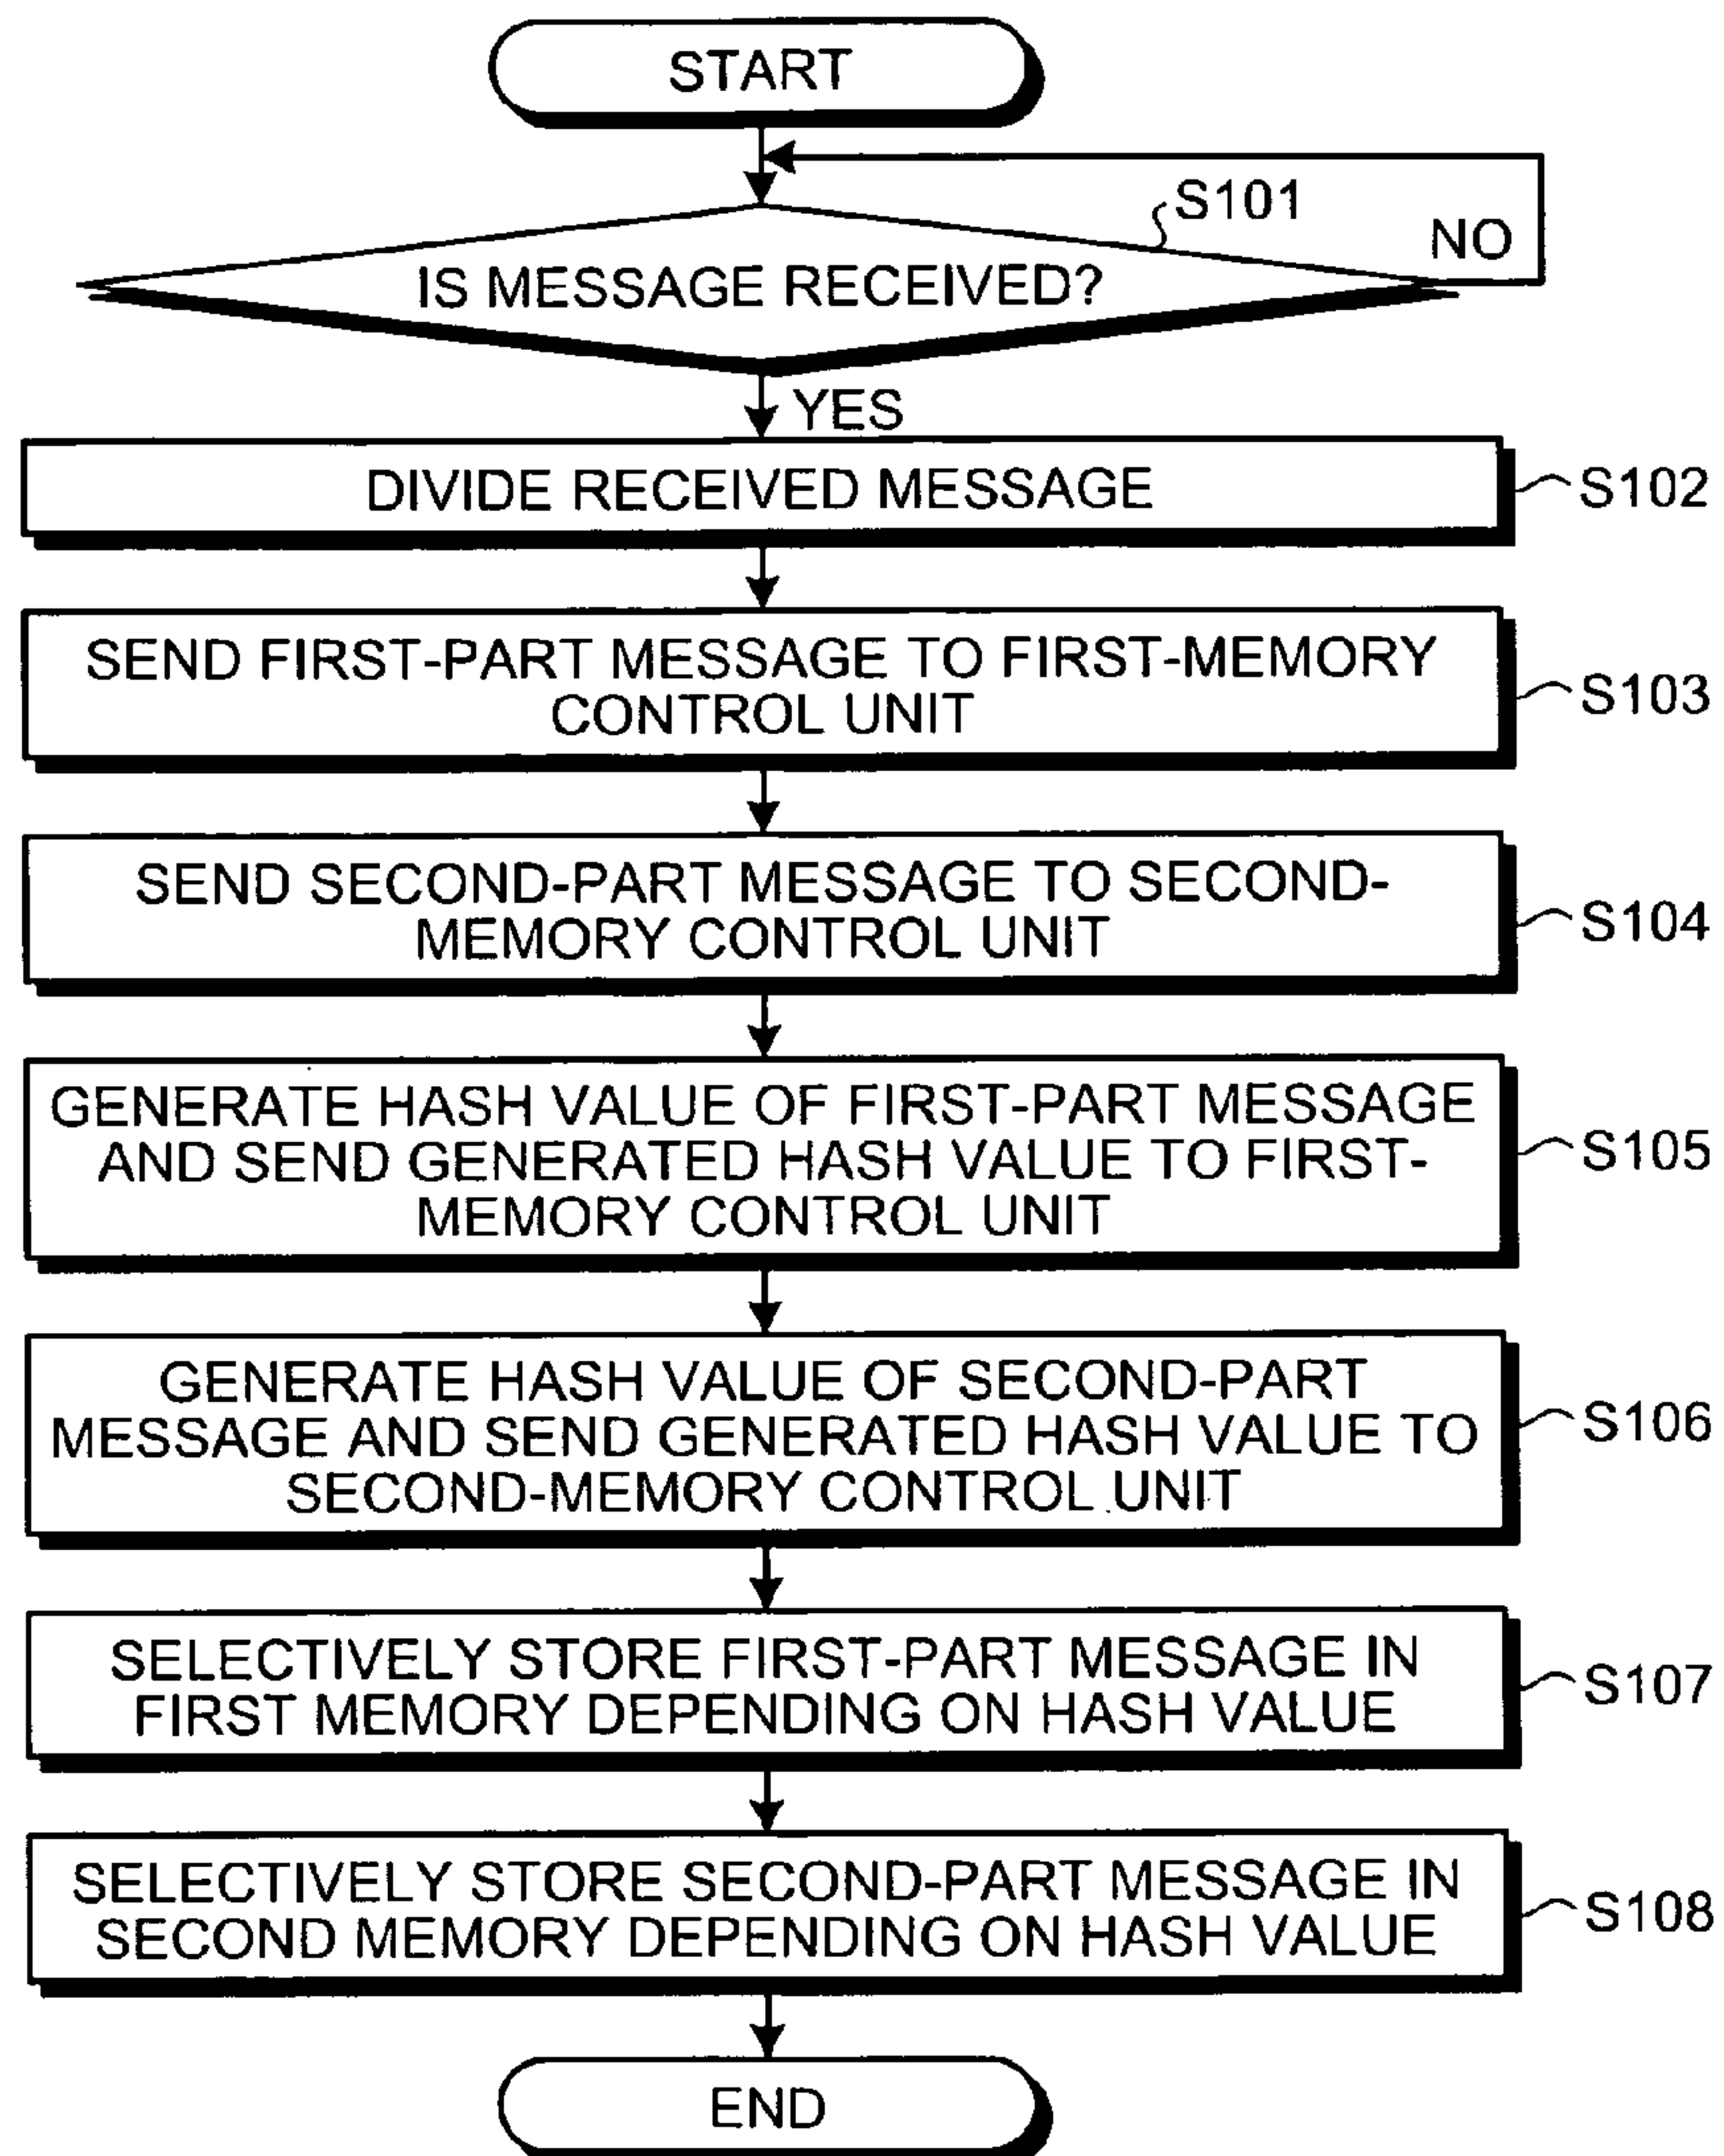 START
S101
NO
IS MESSAGE RECEIVED?
YES
DIVIDE RECEIVED MESSAGE
S102
SEND FIRST-PART MESSAGE TO FIRST-MEMORY
CONTROL UNIT
S103
SEND SECOND-PART MESSAGE TO SECOND-
MEMORY CONTROL UNIT
S104
GENERATE HASH VALUE OF FIRST-PART MESSAGE
AND SEND GENERATED HASH VALUE TO FIRST-
MEMORY CONTROL UNIT
S105
GENERATE HASH VALUE OF SECOND-PART
MESSAGE AND SEND GENERATED HASH VALUE TO
SECOND-MEMORY CONTROL UNIT
S106
SELECTIVELY STORE FIRST-PART MESSAGE IN
FIRST MEMORY DEPENDING ON HASH VALUE
S107
SELECTIVELY STORE SECOND-PART MESSAGE IN
SECOND MEMORY DEPENDING ON HASH VALUE
S108
END